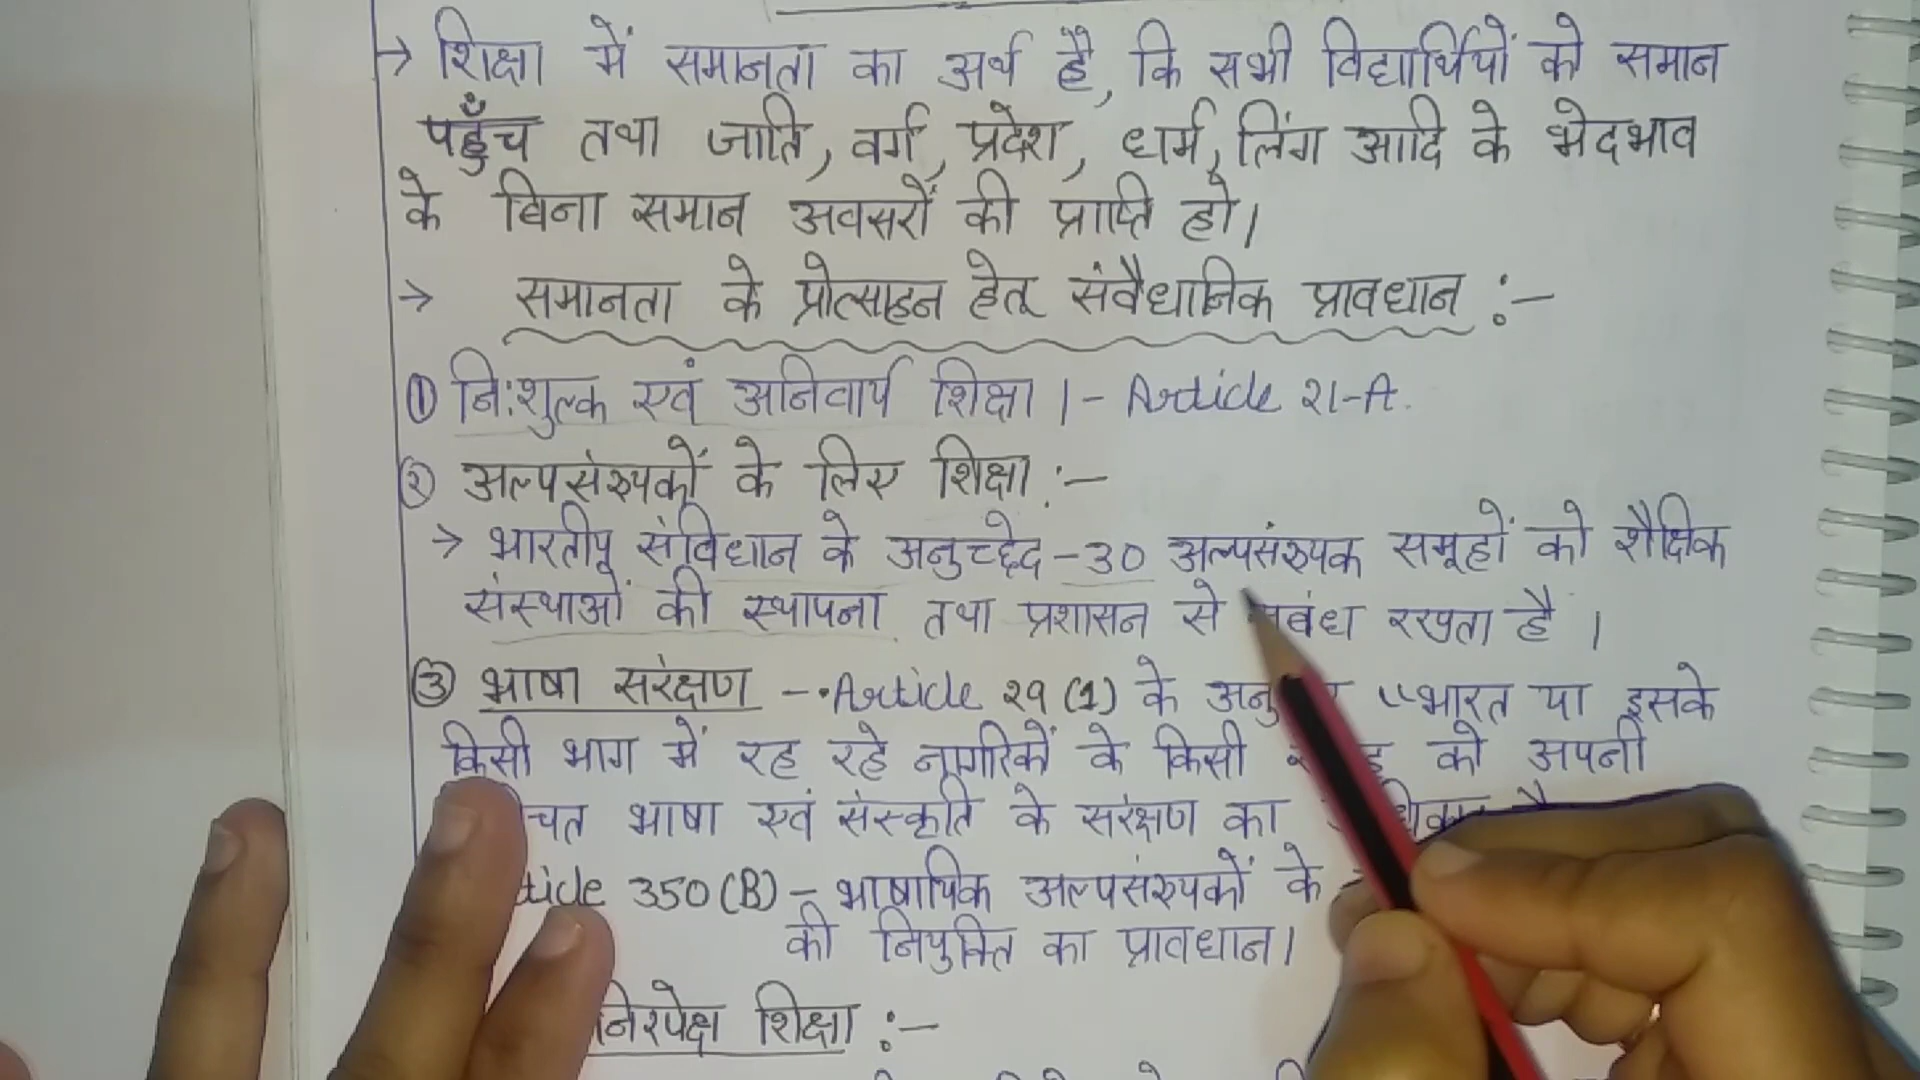 → शिक्षा में समानता का अर्थ है, कि सभी विद्यार्थियों को समान
पहुँच तथा जाति, वर्ग, प्रदेश, धर्म, लिंग आदि के भेदभाव
के बिना समान अवसरों की प्राप्ति हो।
→ समानता के प्रोत्साहन हेतू संवैधानिक प्रावधान :-
① नि:शुल्क एवं अनिवार्य शिक्षा। - Article 21-A.
② अल्पसंख्यकों के लिए शिक्षा :-
→ भारतीय संविधान के अनुच्छेद - 30 अल्पसंख्यक समूहों को शैक्षिक
संस्थाओं की स्थापना तथा प्रशासन से रखता है।
③ भाषा संरक्षण - • Article 29 (1) के "भारत या इसके
किसी भाग में रह रहे नागरिकों के किसी को अपनी
भाषा एवं संस्कृति के संरक्षण का
350 (B) - भाषायिक अल्पसंख्यकों के
की नियुक्ति का प्रावधान।
निरपेक्ष शिक्षा :-